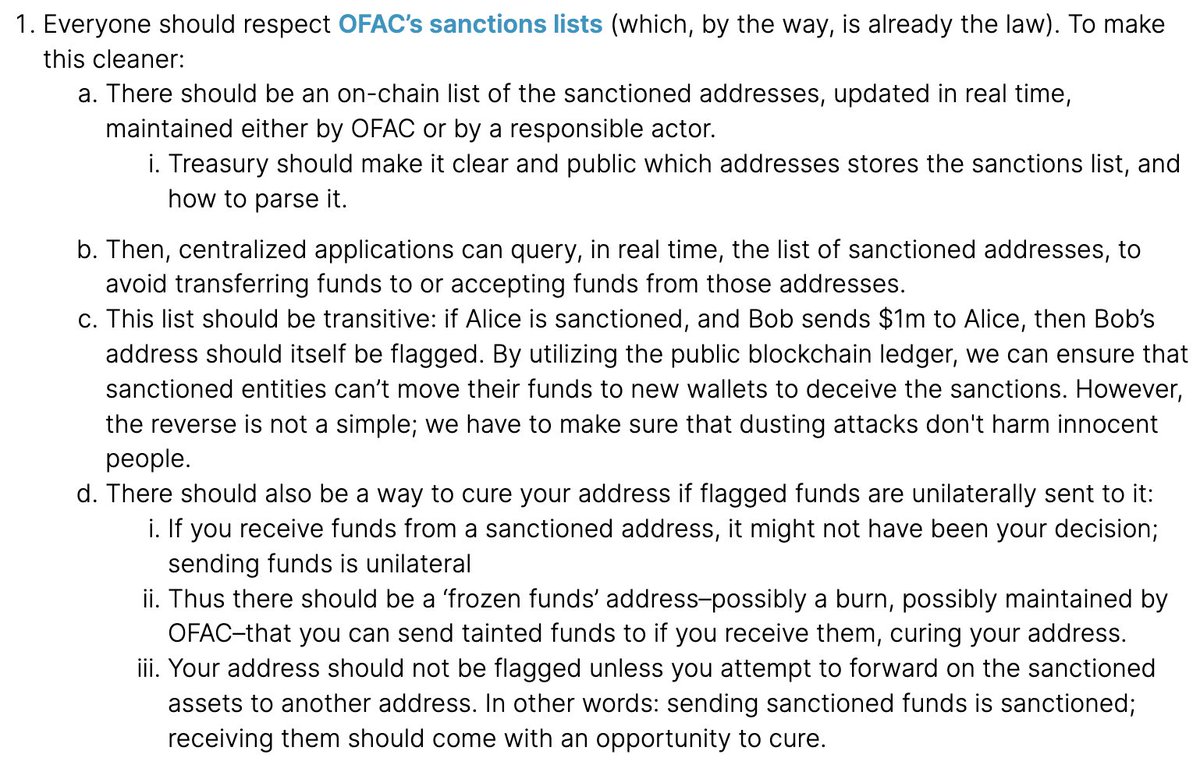 1. Everyone should respect OFAC’s sanctions lists (which, by the way, is already the law). To make
this cleaner:
a. There should be an on-chain list of the sanctioned addresses, updated in real time,
maintained either by OFAC or by a responsible actor.
i. Treasury should make it clear and public which addresses stores the sanctions list, and
how to parse it.
b. Then, centralized applications can query, in real time, the list of sanctioned addresses, to
avoid transferring funds to or accepting funds from those addresses.
c. This list should be transitive: if Alice is sanctioned, and Bob sends $1m to Alice, then Bob’s
address should itself be flagged. By utilizing the public blockchain ledger, we can ensure that
sanctioned entities can’t move their funds to new wallets to deceive the sanctions. However,
the reverse is not a simple; we have to make sure that dusting attacks don't harm innocent
people.
d. There should also be a way to cure your address if flagged funds are unilaterally sent to it:
i. If you receive funds from a sanctioned address, it might not have been your decision;
sending funds is unilateral
ii. Thus there should be a ‘frozen funds’ address–possibly a burn, possibly maintained by
OFAC–that you can send tainted funds to if you receive them, curing your address.
iii. Your address should not be flagged unless you attempt to forward on the sanctioned
assets to another address. In other words: sending sanctioned funds is sanctioned;
receiving them should come with an opportunity to cure.